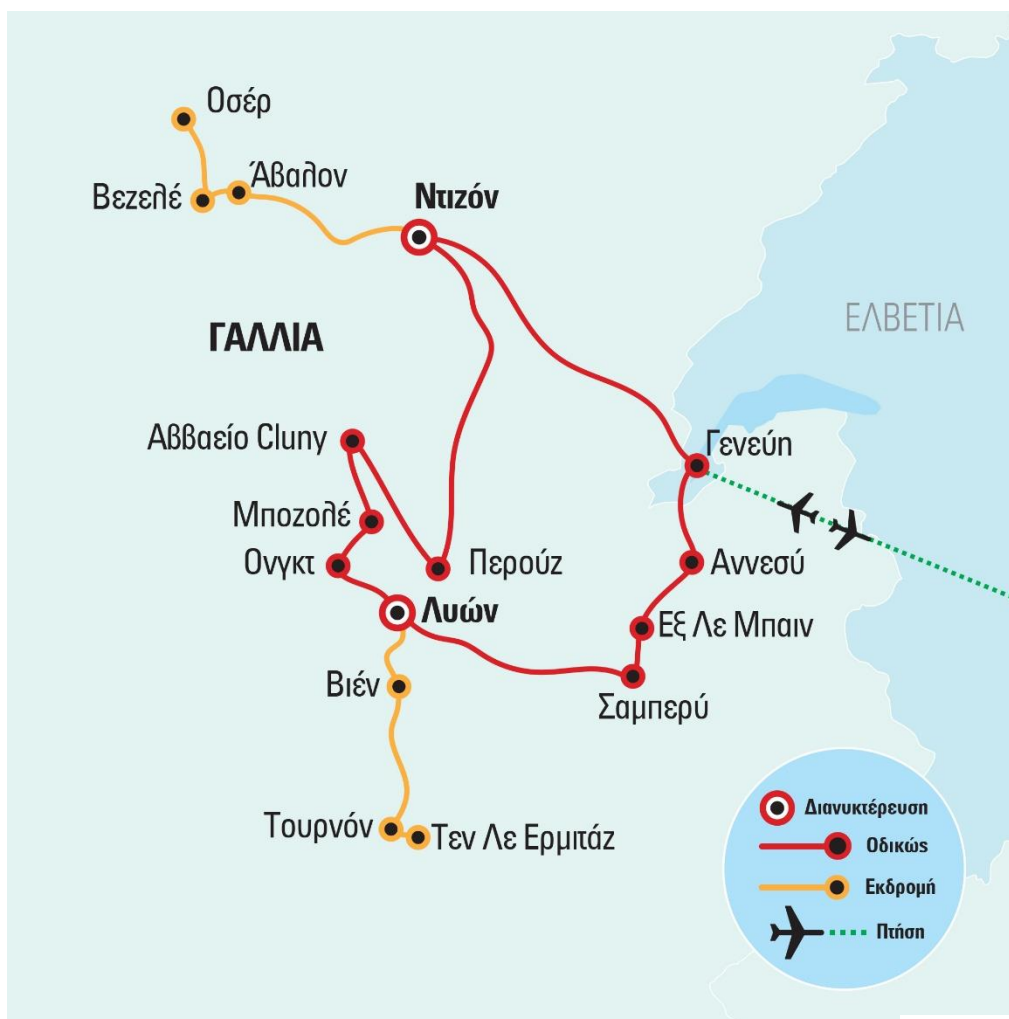 Οσέρ
Άβαλον
Βεζελέ
Ντιζόν
ΕΛΒΕΤΙΑ
ΓΑΛΛΙΑ
Αββαείο Cluny
Γενεύη
Μποζολέ
Ονγκτ
Περούζ
Αννεσύ
Λυών
Εξ Λε Μπαιν
Βιέν
Σαμπερύ
Τουρνόν
Τεν Λε Ερμιτάζ
Διανυκτέρευση
Οδικώς
Εκδρομή
Πτήση